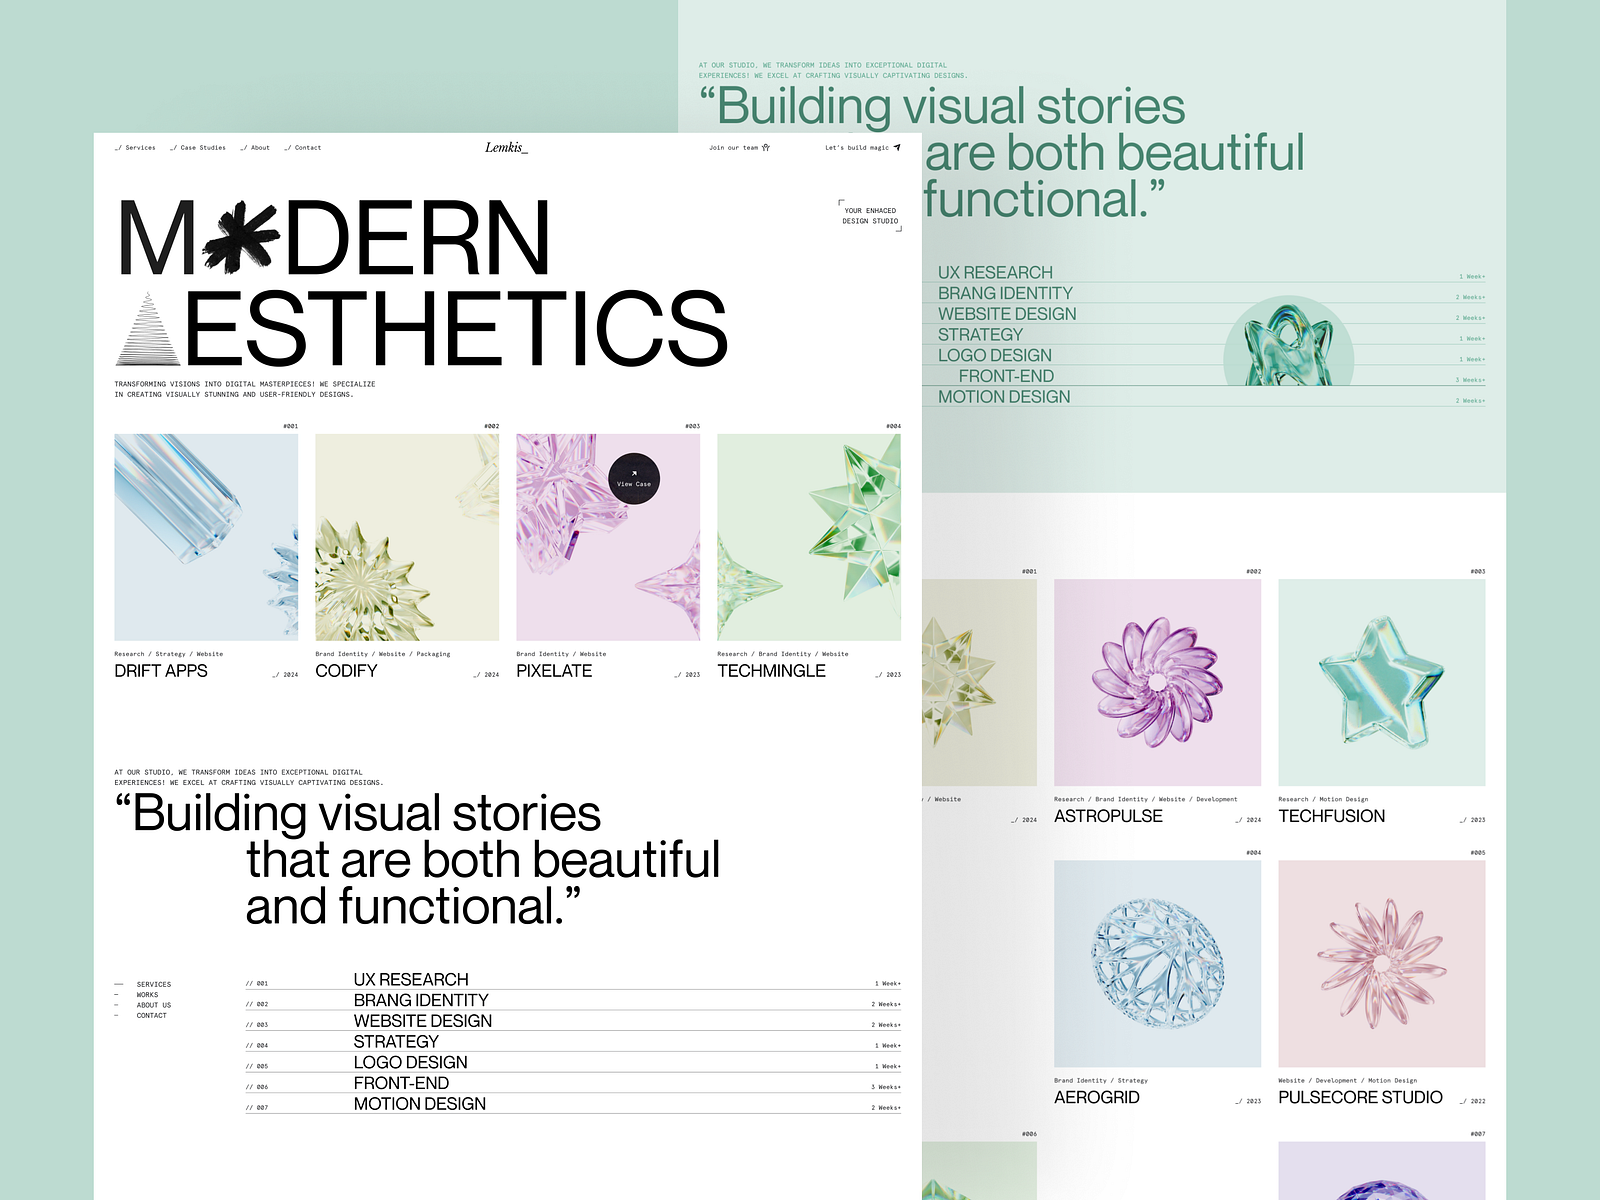 _/ Services _/ Case Studies _/ About _/ Contact
Lemkis_
Join our team
Let's build magic
M*DERN
AESTHETICS
YOUR ENHACED
DESIGN STUDIO
TRANSFORMING VISIONS INTO DIGITAL MASTERPIECES! WE SPECIALIZE
IN CREATING VISUALLY STUNNING AND USER-FRIENDLY DESIGNS.
#001
Research / Strategy / Website
DRIFT APPS _/ 2024
#002
Brand Identity / Website / Packaging
CODIFY _/ 2024
#003
View Case
Brand Identity / Website
PIXELATE _/ 2023
#004
Research / Brand Identity / Website
TECHMINGLE _/ 2023
AT OUR STUDIO, WE TRANSFORM IDEAS INTO EXCEPTIONAL DIGITAL
EXPERIENCES! WE EXCEL AT CRAFTING VISUALLY CAPTIVATING DESIGNS.
“Building visual stories
that are both beautiful
and functional.”
— SERVICES
– WORKS
– ABOUT US
– CONTACT
// 001 UX RESEARCH 1 Week+
// 002 BRANG IDENTITY 2 Weeks+
// 003 WEBSITE DESIGN 2 Weeks+
// 004 STRATEGY 1 Week+
// 005 LOGO DESIGN 1 Week+
// 006 FRONT-END 3 Weeks+
// 007 MOTION DESIGN 2 Weeks+
AT OUR STUDIO, WE TRANSFORM IDEAS INTO EXCEPTIONAL DIGITAL
EXPERIENCES! WE EXCEL AT CRAFTING VISUALLY CAPTIVATING DESIGNS.
“Building visual stories
are both beautiful
functional.”
UX RESEARCH 1 Week+
BRANG IDENTITY 2 Weeks+
WEBSITE DESIGN 2 Weeks+
STRATEGY 1 Week+
LOGO DESIGN 1 Week+
FRONT-END 3 Weeks+
MOTION DESIGN 2 Weeks+
#001
/ Website
_/ 2024
#002
Research / Brand Identity / Website / Development
ASTROPULSE _/ 2024
#003
Research / Motion Design
TECHFUSION _/ 2023
#004
Brand Identity / Strategy
AEROGRID _/ 2023
#005
Website / Development / Motion Design
PULSECORE STUDIO _/ 2022
#006
#007